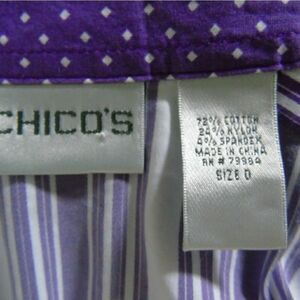 CHICO'S
72% COTTON
24% NYLON
4% SPANDEX
MADE IN CHINA
RN # 79984
SIZE 0